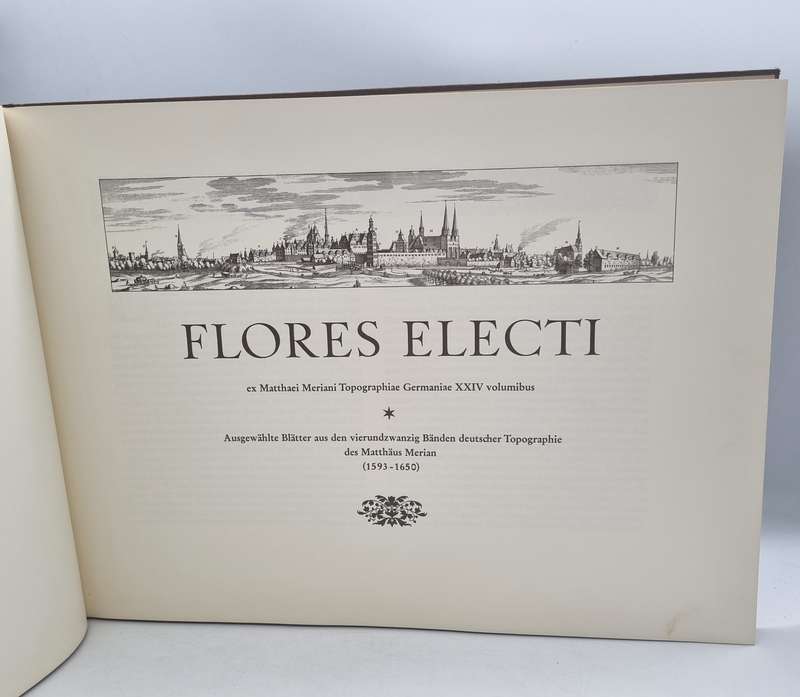 FLORES ELECTI
ex Matthaei Meriani Topographiae Germaniae XXIV volumibus
Ausgewählte Blätter aus den vierundzwanzig Bänden deutscher Topographie
des Matthäus Merian
(1593-1650)